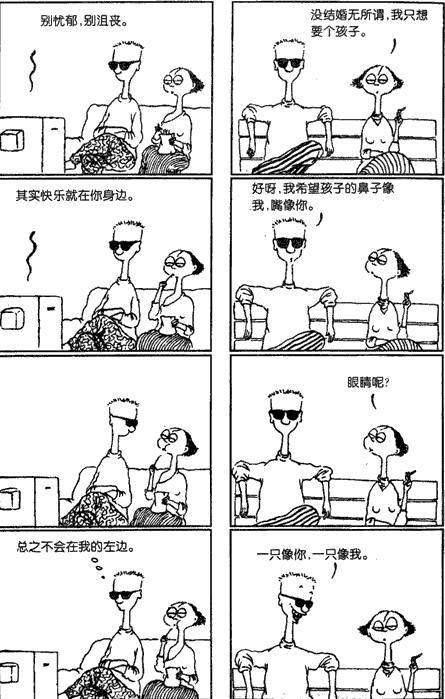 别忧郁，别沮丧。
其实快乐就在你身边。
总之不会在我的左边。
没结婚无所谓，我只想
要个孩子。
好呀，我希望孩子的鼻子像
我，嘴像你。
眼睛呢？
一只像你，一只像我。